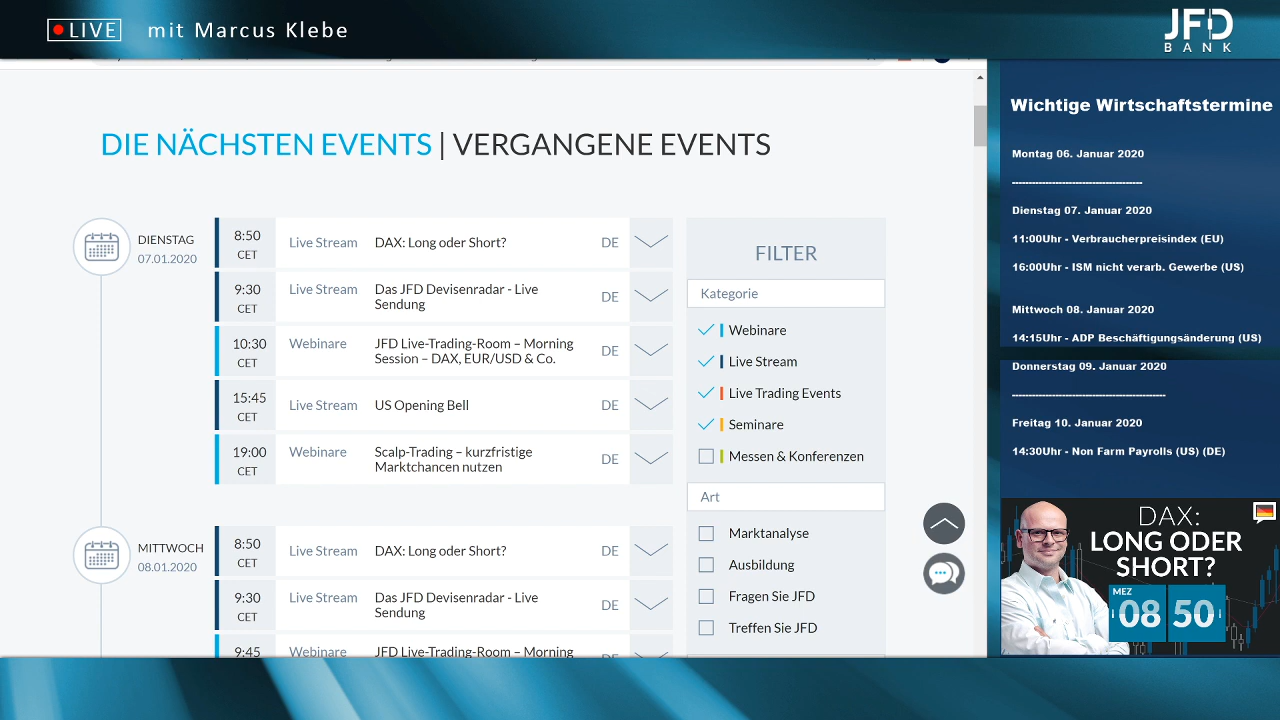 LIVE
mit Marcus Klebe
JFD
BANK
DIE NÄCHSTEN EVENTS | VERGANGENE EVENTS
DIENSTAG
07.01.2020
8:50
CET
Live Stream
DAX: Long oder Short?
DE
9:30
CET
Live Stream
Das JFD Devisenradar - Live
Sendung
DE
10:30
CET
Webinare
JFD Live-Trading-Room – Morning
Session – DAX, EUR/USD & Co.
DE
15:45
CET
Live Stream
US Opening Bell
DE
19:00
CET
Webinare
Scalp-Trading – kurzfristige
Marktchancen nutzen
DE
MITTWOCH
08.01.2020
8:50
CET
Live Stream
DAX: Long oder Short?
DE
9:30
CET
Live Stream
Das JFD Devisenradar - Live
Sendung
DE
9:45
Webinare
JFD Live-Trading-Room – Morning
FILTER
Kategorie
Webinare
Live Stream
Live Trading Events
Seminare
Messen & Konferenzen
Art
Marktanalyse
Ausbildung
Fragen Sie JFD
Treffen Sie JFD
Wichtige Wirtschaftstermine
Montag 06. Januar 2020
---------------------------------------
Dienstag 07. Januar 2020
11:00Uhr - Verbraucherpreisindex (EU)
16:00Uhr - ISM nicht verarb. Gewerbe (US)
Mittwoch 08. Januar 2020
14:15Uhr - ADP Beschäftigungsänderung (US)
Donnerstag 09. Januar 2020
----------------------------------------------
Freitag 10. Januar 2020
14:30Uhr - Non Farm Payrolls (US) (DE)
DAX:
LONG ODER
SHORT?
MEZ
08 50